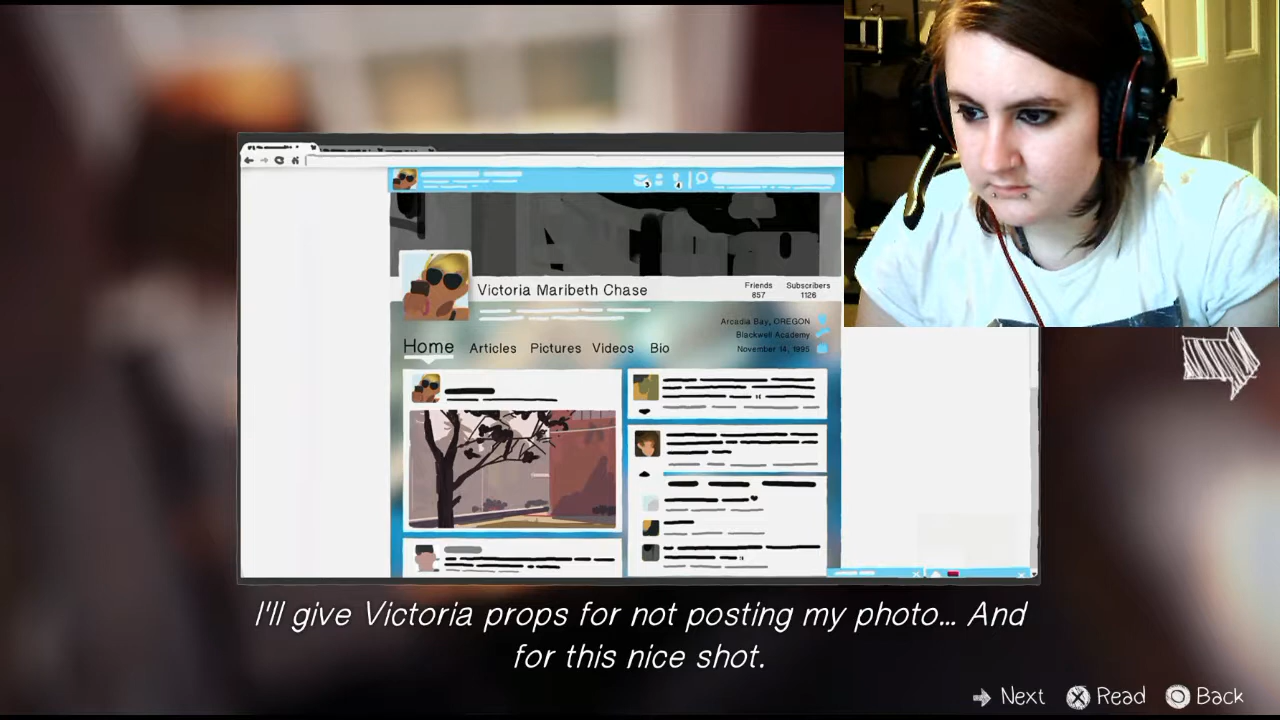 Victoria Maribeth Chase
Friends
857
Subscribers
1126
Arcadia Bay, OREGON
Blackwell Academy
November 14, 1995
Home Articles Pictures Videos Bio
I'll give Victoria props for not posting my photo... And
for this nice shot.
Next Read Back